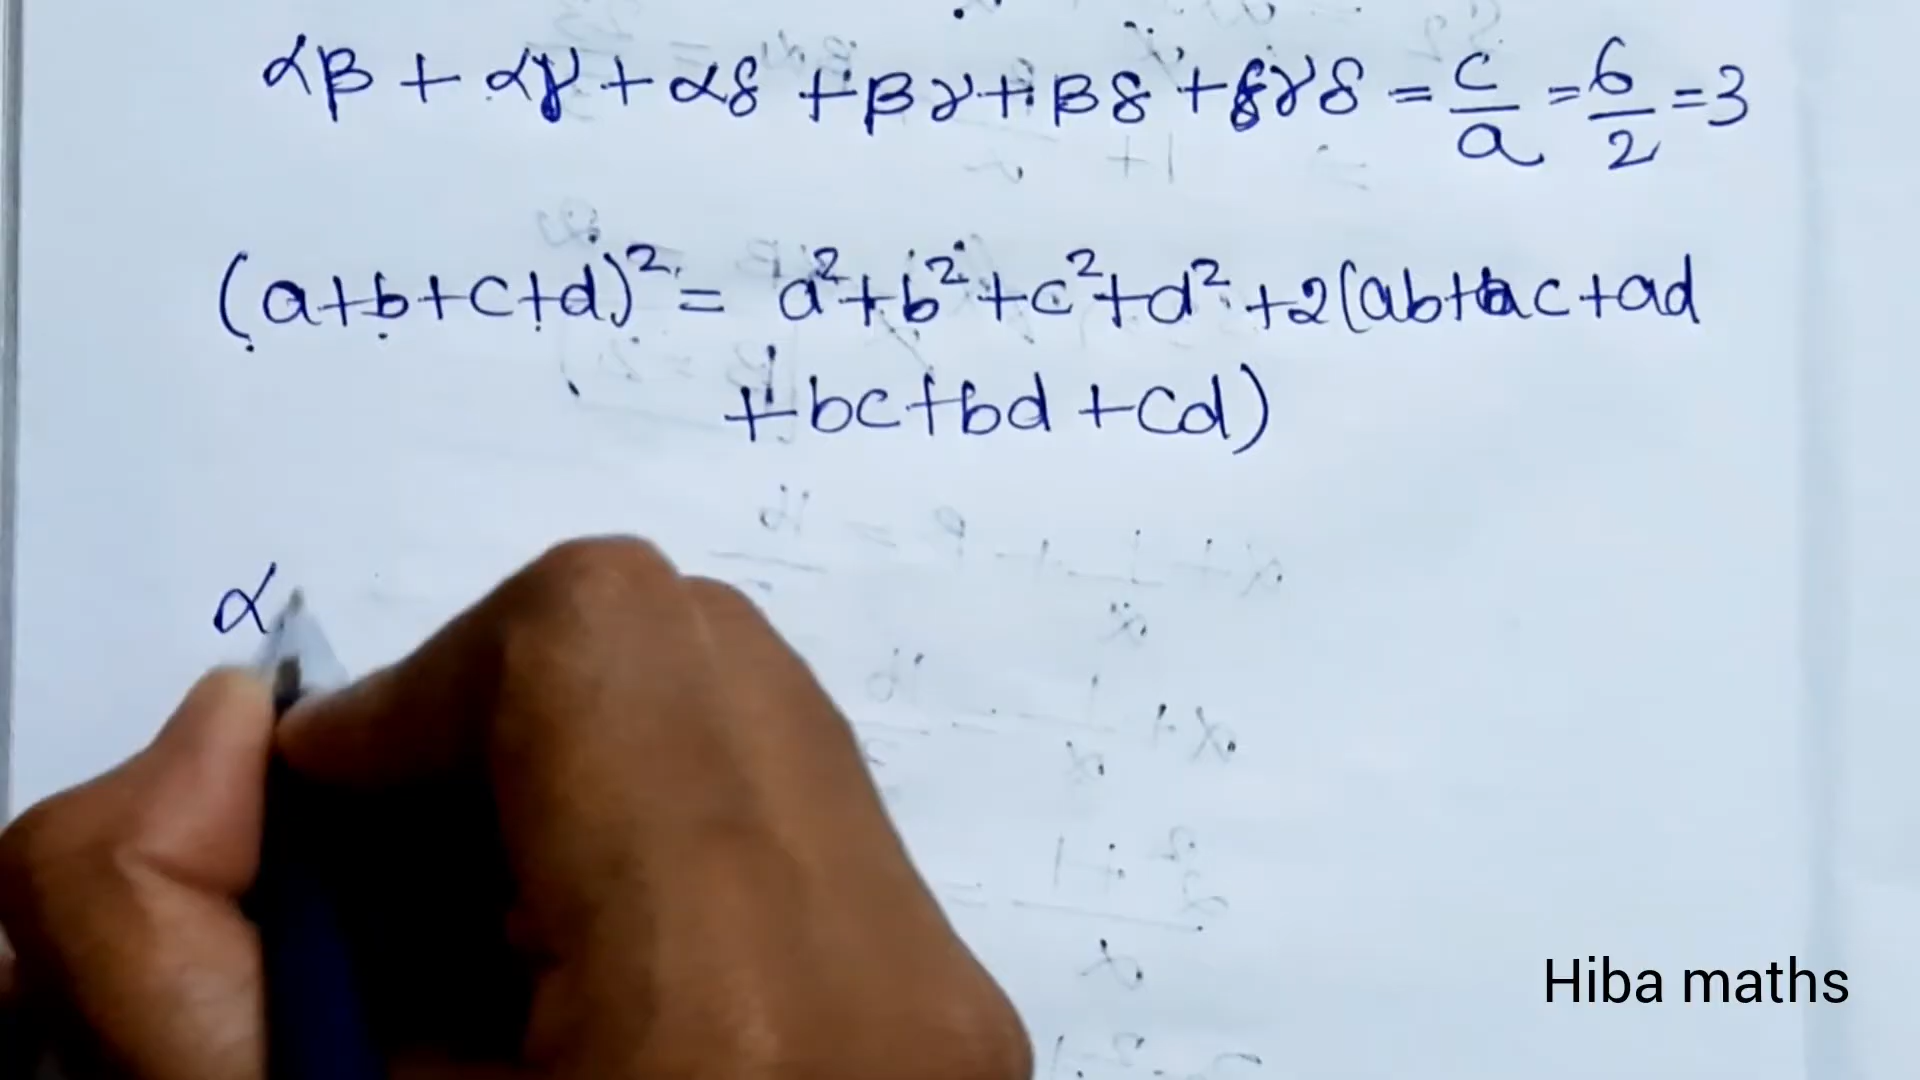 αβ + αγ + αδ + βγ + βδ + γδ = c/a = 6/2 = 3
(a+b+c+d)² = a²+b²+c²+d²+2(ab+ac+ad
+bc+bd+cd)
α
Hiba maths